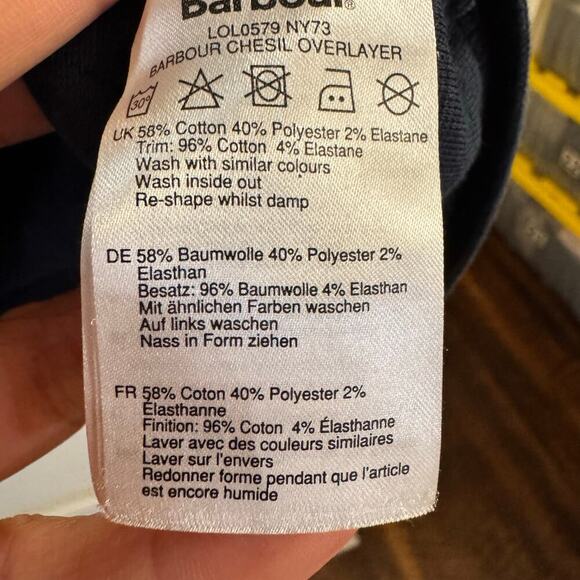 Barbour®
LOL0579 NY73
BARBOUR CHESIL OVERLAYER
30°
UK 58% Cotton 40% Polyester 2% Elastane
Trim: 96% Cotton 4% Elastane
Wash with similar colours
Wash inside out
Re-shape whilst damp
DE 58% Baumwolle 40% Polyester 2%
Elasthan
Besatz: 96% Baumwolle 4% Elasthan
Mit ähnlichen Farben waschen
Auf links waschen
Nass in Form ziehen
FR 58% Coton 40% Polyester 2%
Élasthanne
Finition: 96% Coton 4% Élasthanne
Laver avec des couleurs similaires
Laver sur l'envers
Redonner forme pendant que l'article
est encore humide